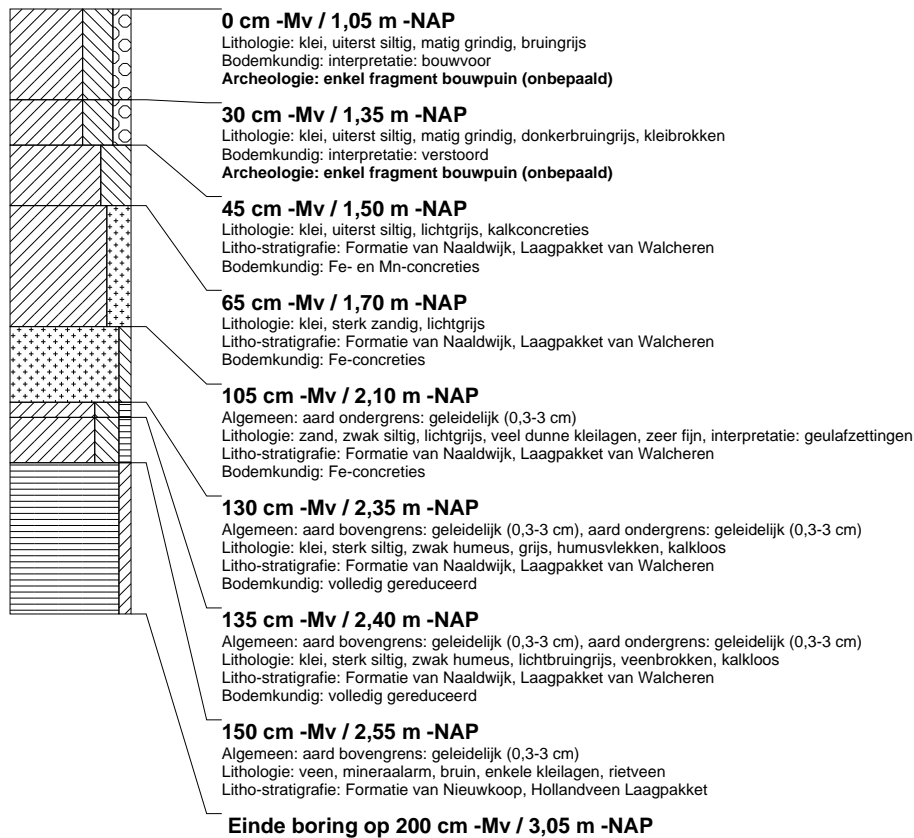 0 cm -Mv / 1,05 m -NAP
Lithologie: klei, uiterst siltig, matig grindig, bruingrijs
Bodemkundig: interpretatie: bouwvoor
Archeologie: enkel fragment bouwpuin (onbepaald)
30 cm -Mv / 1,35 m -NAP
Lithologie: klei, uiterst siltig, matig grindig, donkerbruingrijs, kleibrokken
Bodemkundig: interpretatie: verstoord
Archeologie: enkel fragment bouwpuin (onbepaald)
45 cm -Mv / 1,50 m -NAP
Lithologie: klei, uiterst siltig, lichtgrijs, kalkconcreties
Litho-stratigrafie: Formatie van Naaldwijk, Laagpakket van Walcheren
Bodemkundig: Fe- en Mn-concreties
65 cm -Mv / 1,70 m -NAP
Lithologie: klei, sterk zandig, lichtgrijs
Litho-stratigrafie: Formatie van Naaldwijk, Laagpakket van Walcheren
Bodemkundig: Fe-concreties
105 cm -Mv / 2,10 m -NAP
Algemeen: aard ondergrens: geleidelijk (0,3-3 cm)
Lithologie: zand, zwak siltig, lichtgrijs, veel dunne kleilagen, zeer fijn, interpretatie: geulafzettingen
Litho-stratigrafie: Formatie van Naaldwijk, Laagpakket van Walcheren
Bodemkundig: Fe-concreties
130 cm -Mv / 2,35 m -NAP
Algemeen: aard bovengrens: geleidelijk (0,3-3 cm), aard ondergrens: geleidelijk (0,3-3 cm)
Lithologie: klei, sterk siltig, zwak humeus, grijs, humusvlekken, kalkloos
Litho-stratigrafie: Formatie van Naaldwijk, Laagpakket van Walcheren
Bodemkundig: volledig gereduceerd
135 cm -Mv / 2,40 m -NAP
Algemeen: aard bovengrens: geleidelijk (0,3-3 cm), aard ondergrens: geleidelijk (0,3-3 cm)
Lithologie: klei, sterk siltig, zwak humeus, lichtbruingrijs, veenbrokken, kalkloos
Litho-stratigrafie: Formatie van Naaldwijk, Laagpakket van Walcheren
Bodemkundig: volledig gereduceerd
150 cm -Mv / 2,55 m -NAP
Algemeen: aard bovengrens: geleidelijk (0,3-3 cm)
Lithologie: veen, mineraalarm, bruin, enkele kleilagen, rietveen
Litho-stratigrafie: Formatie van Nieuwkoop, Hollandveen Laagpakket
Einde boring op 200 cm -Mv / 3,05 m -NAP